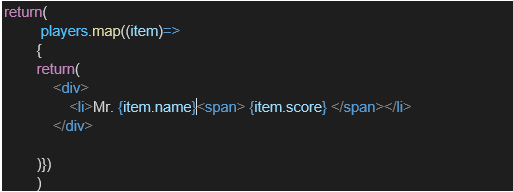 return(
players.map((item)=>
{
return(
<div>
<li>Mr. {item.name}<span> {item.score} </span></li>
</div>
)})
)